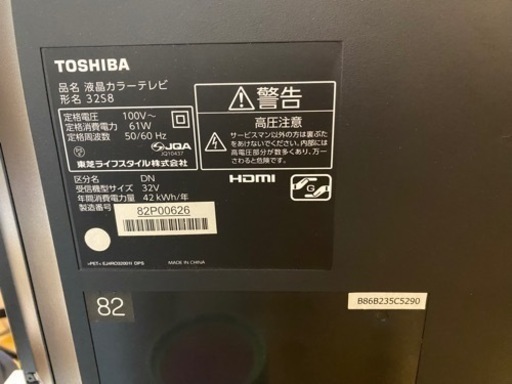 TOSHIBA
品名 液晶カラーテレビ
形名 32S8
定格電圧 100V～
定格消費電力 61W
定格周波数 50/60 Hz
JQA
東芝ライフスタイル株式会社
区分名 DN
受信機型サイズ 32V
年間消費電力量 42 kWh/年
製造番号 82P00626
MADE IN CHINA
警告
高圧注意
サービスマン以外の方は裏ぶた
をあけないでください。内部には
高電圧部分が数多くあり、万一
さわると危険です。
HDMI
G
82
B86B235C5290